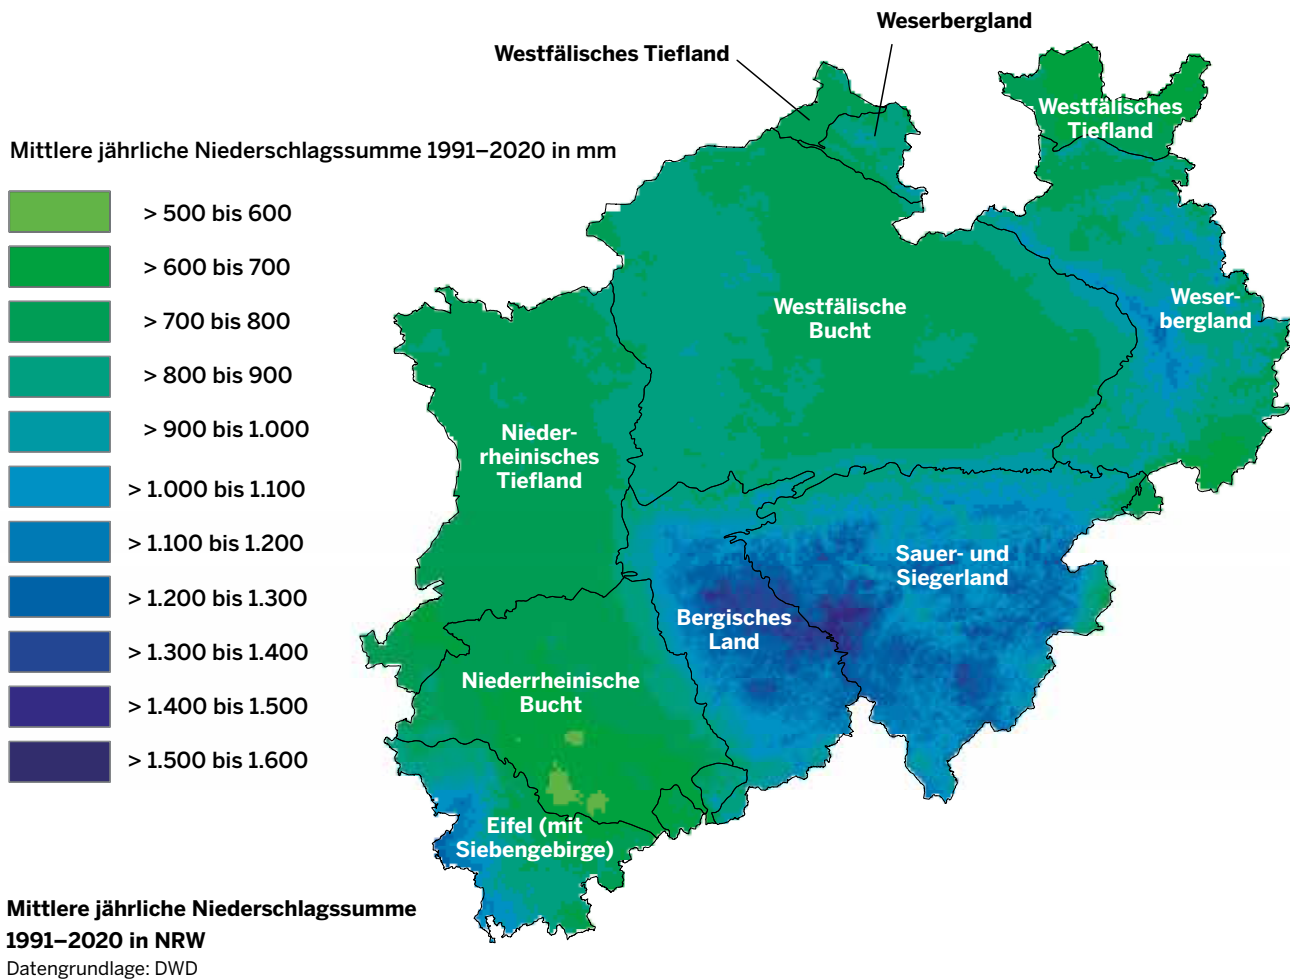 Weserbergland
Westfälisches Tiefland
Westfälisches
Tiefland
Mittlere jährliche Niederschlagssumme 1991–2020 in mm
> 500 bis 600
> 600 bis 700
> 700 bis 800
> 800 bis 900
> 900 bis 1.000
> 1.000 bis 1.100
> 1.100 bis 1.200
> 1.200 bis 1.300
> 1.300 bis 1.400
> 1.400 bis 1.500
> 1.500 bis 1.600
Westfälische
Bucht
Weser-
bergland
Nieder-
rheinisches
Tiefland
Sauer- und
Siegerland
Bergisches
Land
Niederrheinische
Bucht
Eifel (mit
Siebengebirge)
Mittlere jährliche Niederschlagssumme
1991–2020 in NRW
Datengrundlage: DWD